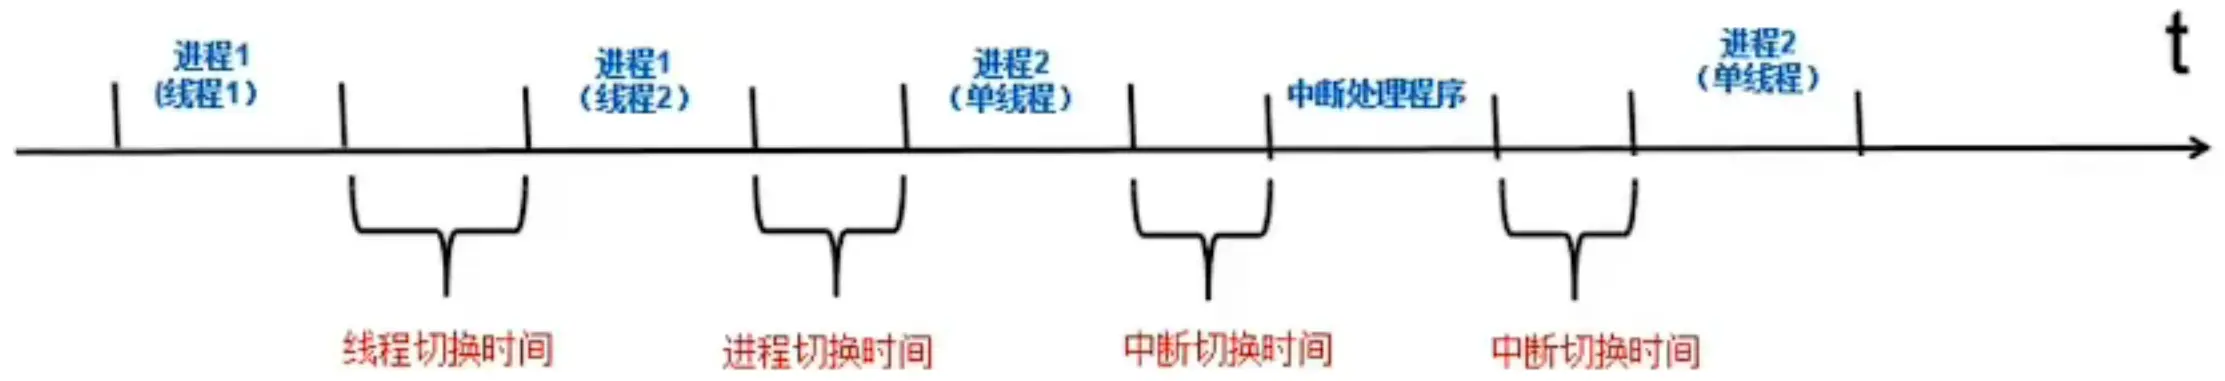 进程1
(线程1)
进程1
（线程2）
进程2
（单线程）
中断处理程序
进程2
（单线程）
t
线程切换时间
进程切换时间
中断切换时间
中断切换时间